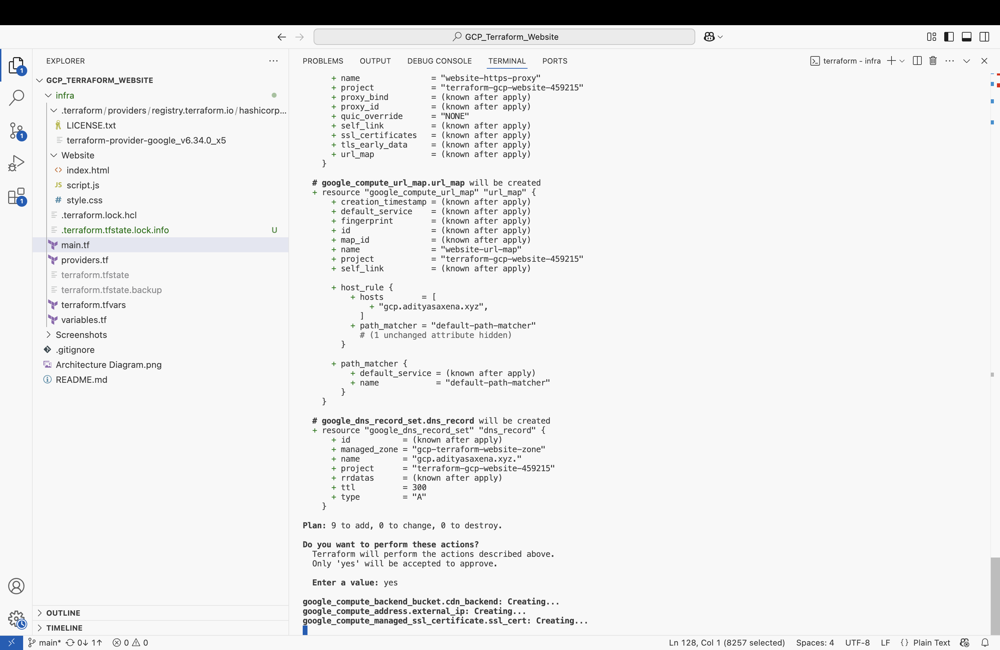 GCP_Terraform_Website
EXPLORER
GCP_TERRAFORM_WEBSITE
infra
.terraform/providers/registry.terraform.io/hashicorp...
LICENSE.txt
terraform-provider-google_v6.34.0_x5
Website
index.html
JS script.js
# style.css
.terraform.lock.hcl
.terraform.tfstate.lock.info U
main.tf
providers.tf
terraform.tfstate
terraform.tfstate.backup
terraform.tfvars
variables.tf
Screenshots
.gitignore
Architecture Diagram.png
README.md
OUTLINE
TIMELINE
1
1
1
PROBLEMS OUTPUT DEBUG CONSOLE TERMINAL PORTS
terraform - infra
+ name = "website-https-proxy"
+ project = "terraform-gcp-website-459215"
+ proxy_bind = (known after apply)
+ proxy_id = (known after apply)
+ quic_override = "NONE"
+ self_link = (known after apply)
+ ssl_certificates = (known after apply)
+ tls_early_data = (known after apply)
+ url_map = (known after apply)
}
# google_compute_url_map.url_map will be created
+ resource "google_compute_url_map" "url_map" {
+ creation_timestamp = (known after apply)
+ default_service = (known after apply)
+ fingerprint = (known after apply)
+ id = (known after apply)
+ map_id = (known after apply)
+ name = "website-url-map"
+ project = "terraform-gcp-website-459215"
+ self_link = (known after apply)
+ host_rule {
+ hosts = [
+ "gcp.adityasaxena.xyz",
]
+ path_matcher = "default-path-matcher"
# (1 unchanged attribute hidden)
}
+ path_matcher {
+ default_service = (known after apply)
+ name = "default-path-matcher"
}
}
# google_dns_record_set.dns_record will be created
+ resource "google_dns_record_set" "dns_record" {
+ id = (known after apply)
+ managed_zone = "gcp-terraform-website-zone"
+ name = "gcp.adityasaxena.xyz."
+ project = "terraform-gcp-website-459215"
+ rrdatas = (known after apply)
+ ttl = 300
+ type = "A"
}
Plan: 9 to add, 0 to change, 0 to destroy.
Do you want to perform these actions?
Terraform will perform the actions described above.
Only 'yes' will be accepted to approve.
Enter a value: yes
google_compute_backend_bucket.cdn_backend: Creating...
google_compute_address.external_ip: Creating...
google_compute_managed_ssl_certificate.ssl_cert: Creating...
main* 0↓ 1↑ 0 0
Ln 128, Col 1 (8257 selected) Spaces: 4 UTF-8 LF {} Plain Text